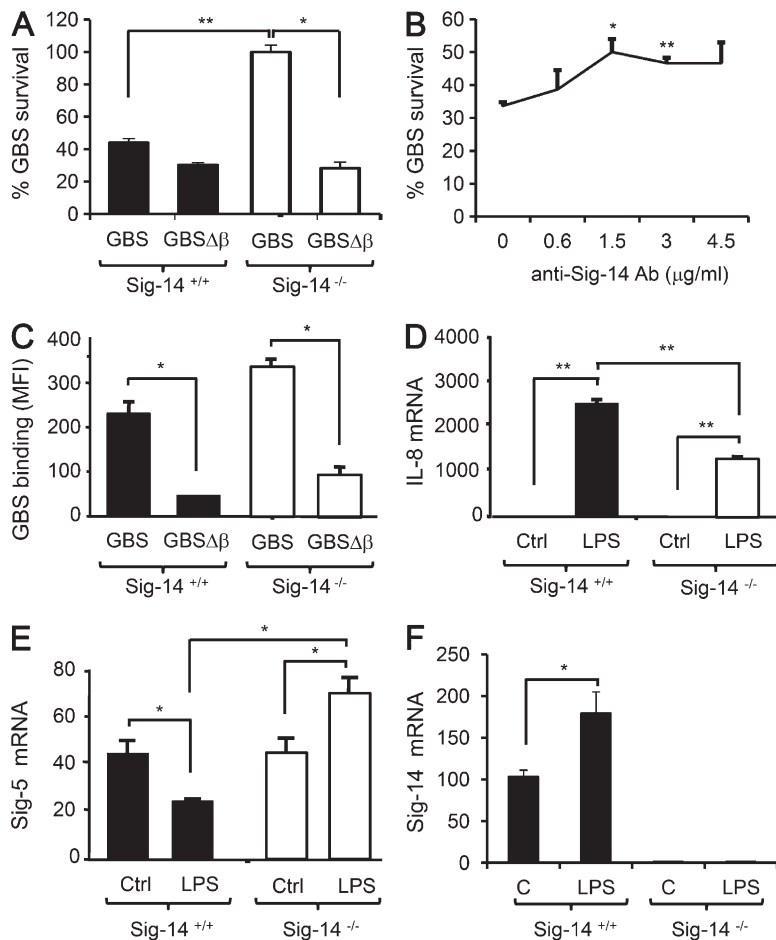 A
% GBS survival
120
100
80
60
40
20
0
**
*
GBS GBSΔβ GBS GBSΔβ
Sig-14 +/+ Sig-14 -/-
B
% GBS survival
60
50
40
30
20
10
0
*
**
0 0.6 1.5 3 4.5
anti-Sig-14 Ab (μg/ml)
C
GBS binding (MFI)
400
300
200
100
0
*
*
GBS GBSΔβ GBS GBSΔβ
Sig-14 +/+ Sig-14 -/-
D
IL-8 mRNA
4000
3000
2000
1000
0
**
**
**
Ctrl LPS Ctrl LPS
Sig-14 +/+ Sig-14 -/-
E
Sig-5 mRNA
80
60
40
20
0
*
*
*
Ctrl LPS Ctrl LPS
Sig-14 +/+ Sig-14 -/-
F
Sig-14 mRNA
250
200
150
100
50
0
*
C LPS C LPS
Sig-14 +/+ Sig-14 -/-